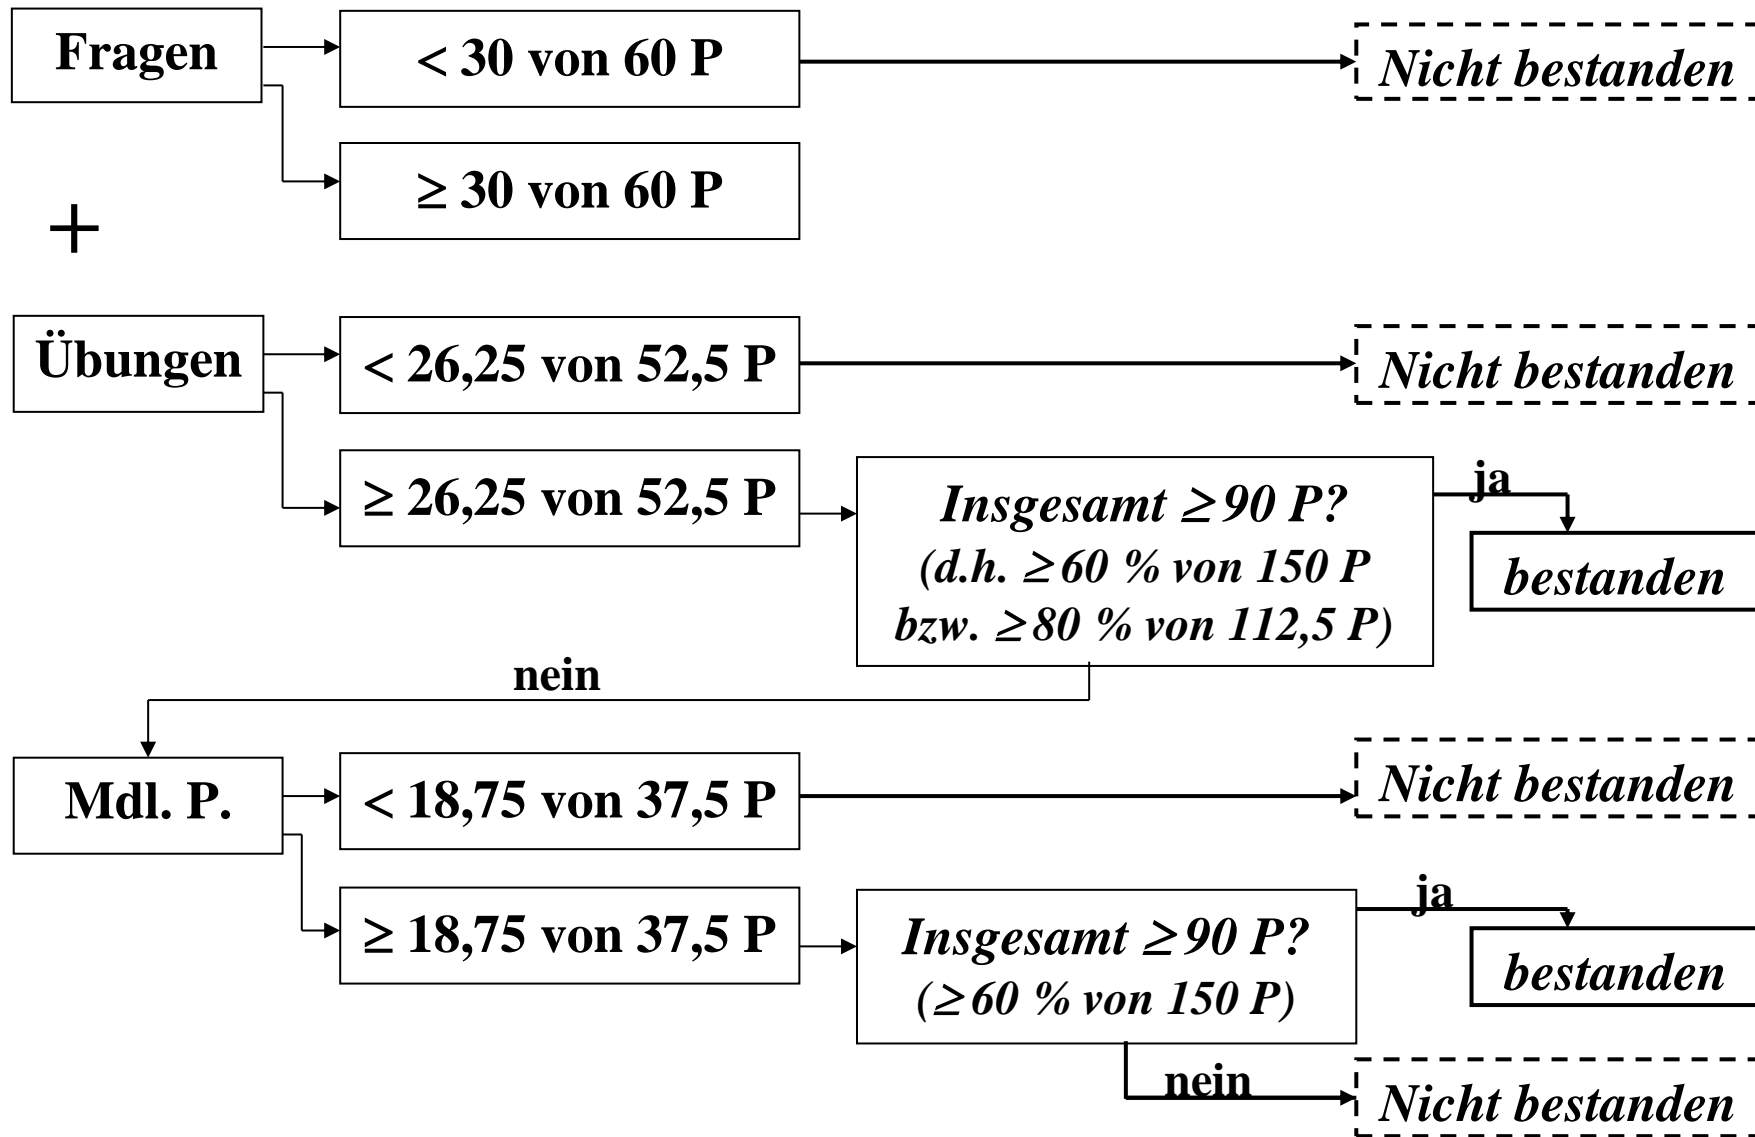 Fragen
< 30 von 60 P
Nicht bestanden
≥ 30 von 60 P
+
Übungen
< 26,25 von 52,5 P
Nicht bestanden
≥ 26,25 von 52,5 P
Insgesamt ≥ 90 P?
(d.h. ≥ 60 % von 150 P
bzw. ≥ 80 % von 112,5 P)
ja
bestanden
nein
Mdl. P.
< 18,75 von 37,5 P
Nicht bestanden
≥ 18,75 von 37,5 P
Insgesamt ≥ 90 P?
(≥ 60 % von 150 P)
ja
bestanden
nein
Nicht bestanden